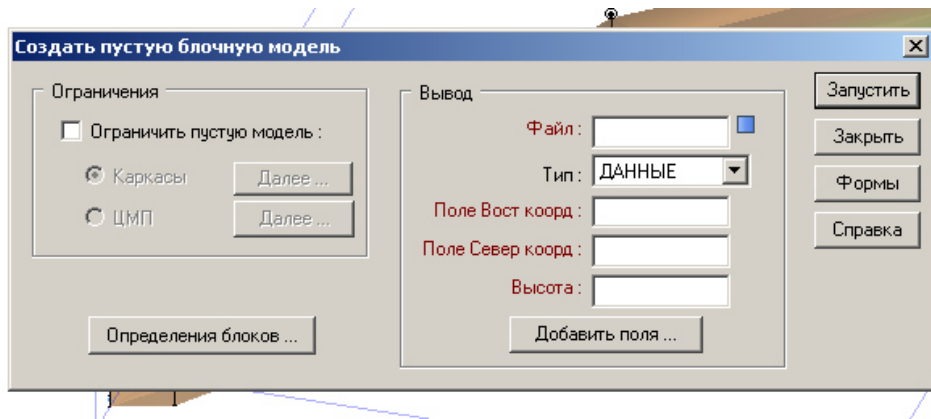 Создать пустую блочную модель
Ограничения
Ограничить пустую модель :
Каркасы
Далее ...
ЦМП
Далее ...
Определения блоков ...
Вывод
Файл :
Тип : ДАННЫЕ
Поле Вост коорд :
Поле Север коорд :
Высота :
Добавить поля ...
Запустить
Закрыть
Формы
Справка